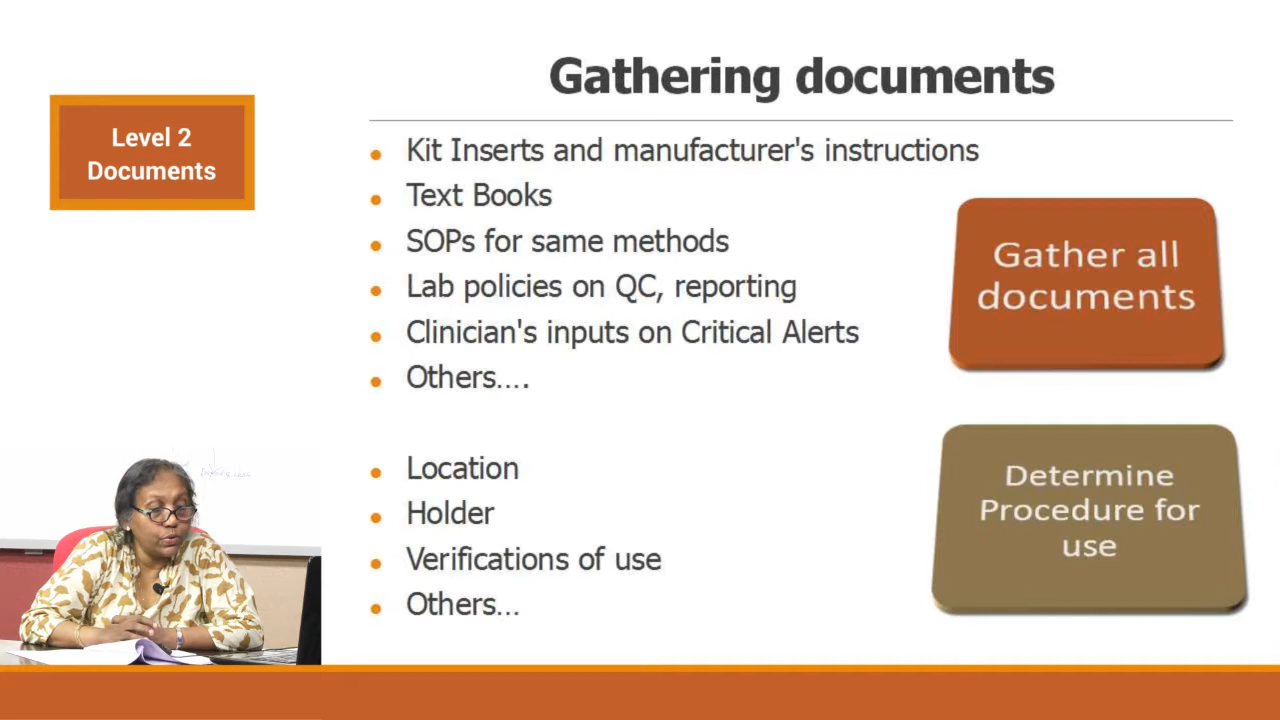 Gathering documents
Level 2
Documents
Kit Inserts and manufacturer's instructions
Text Books
SOPs for same methods
Lab policies on QC, reporting
Clinician's inputs on Critical Alerts
Others….
Gather all
documents
Location
Holder
Verifications of use
Others…
Determine
Procedure for
use